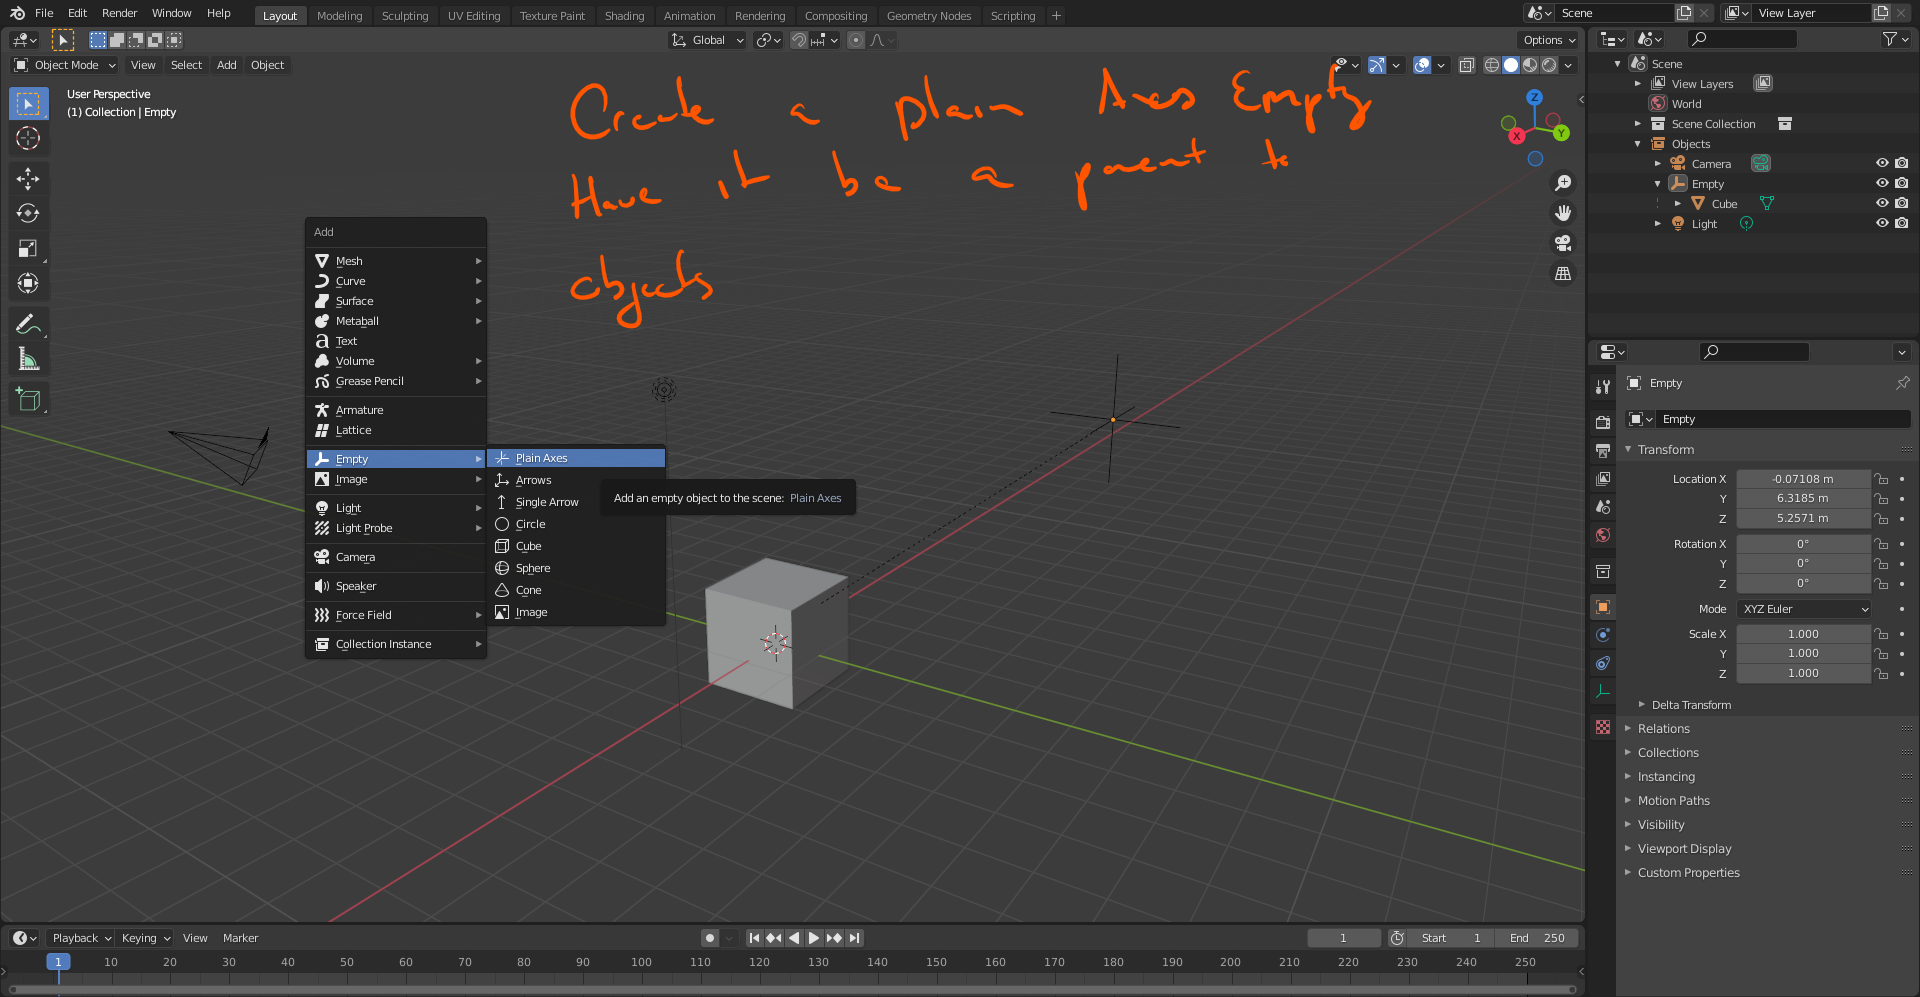 File Edit Render Window Help Layout Modeling Sculpting UV Editing Texture Paint Shading Animation Rendering Compositing Geometry Nodes Scripting + Scene View Layer
Global Options
Object Mode View Select Add Object
User Perspective
(1) Collection | Empty
Create a plain Axes Empty
Have it be a parent to
objects
Z
X
Y
Add
Mesh
Curve
Surface
Metaball
Text
Volume
Grease Pencil
Armature
Lattice
Empty
Image
Light
Light Probe
Camera
Speaker
Force Field
Collection Instance
Plain Axes
Arrows
Single Arrow
Circle
Cube
Sphere
Cone
Image
Add an empty object to the scene: Plain Axes
Scene
View Layers
World
Scene Collection
Objects
Camera
Empty
Cube
Light
Empty
Empty
Transform
Location X -0.07108 m
Y 6.3185 m
Z 5.2571 m
Rotation X 0°
Y 0°
Z 0°
Mode XYZ Euler
Scale X 1.000
Y 1.000
Z 1.000
Delta Transform
Relations
Collections
Instancing
Motion Paths
Visibility
Viewport Display
Custom Properties
Playback Keying View Marker 1 Start 1 End 250
1 10 20 30 40 50 60 70 80 90 100 110 120 130 140 150 160 170 180 190 200 210 220 230 240 250